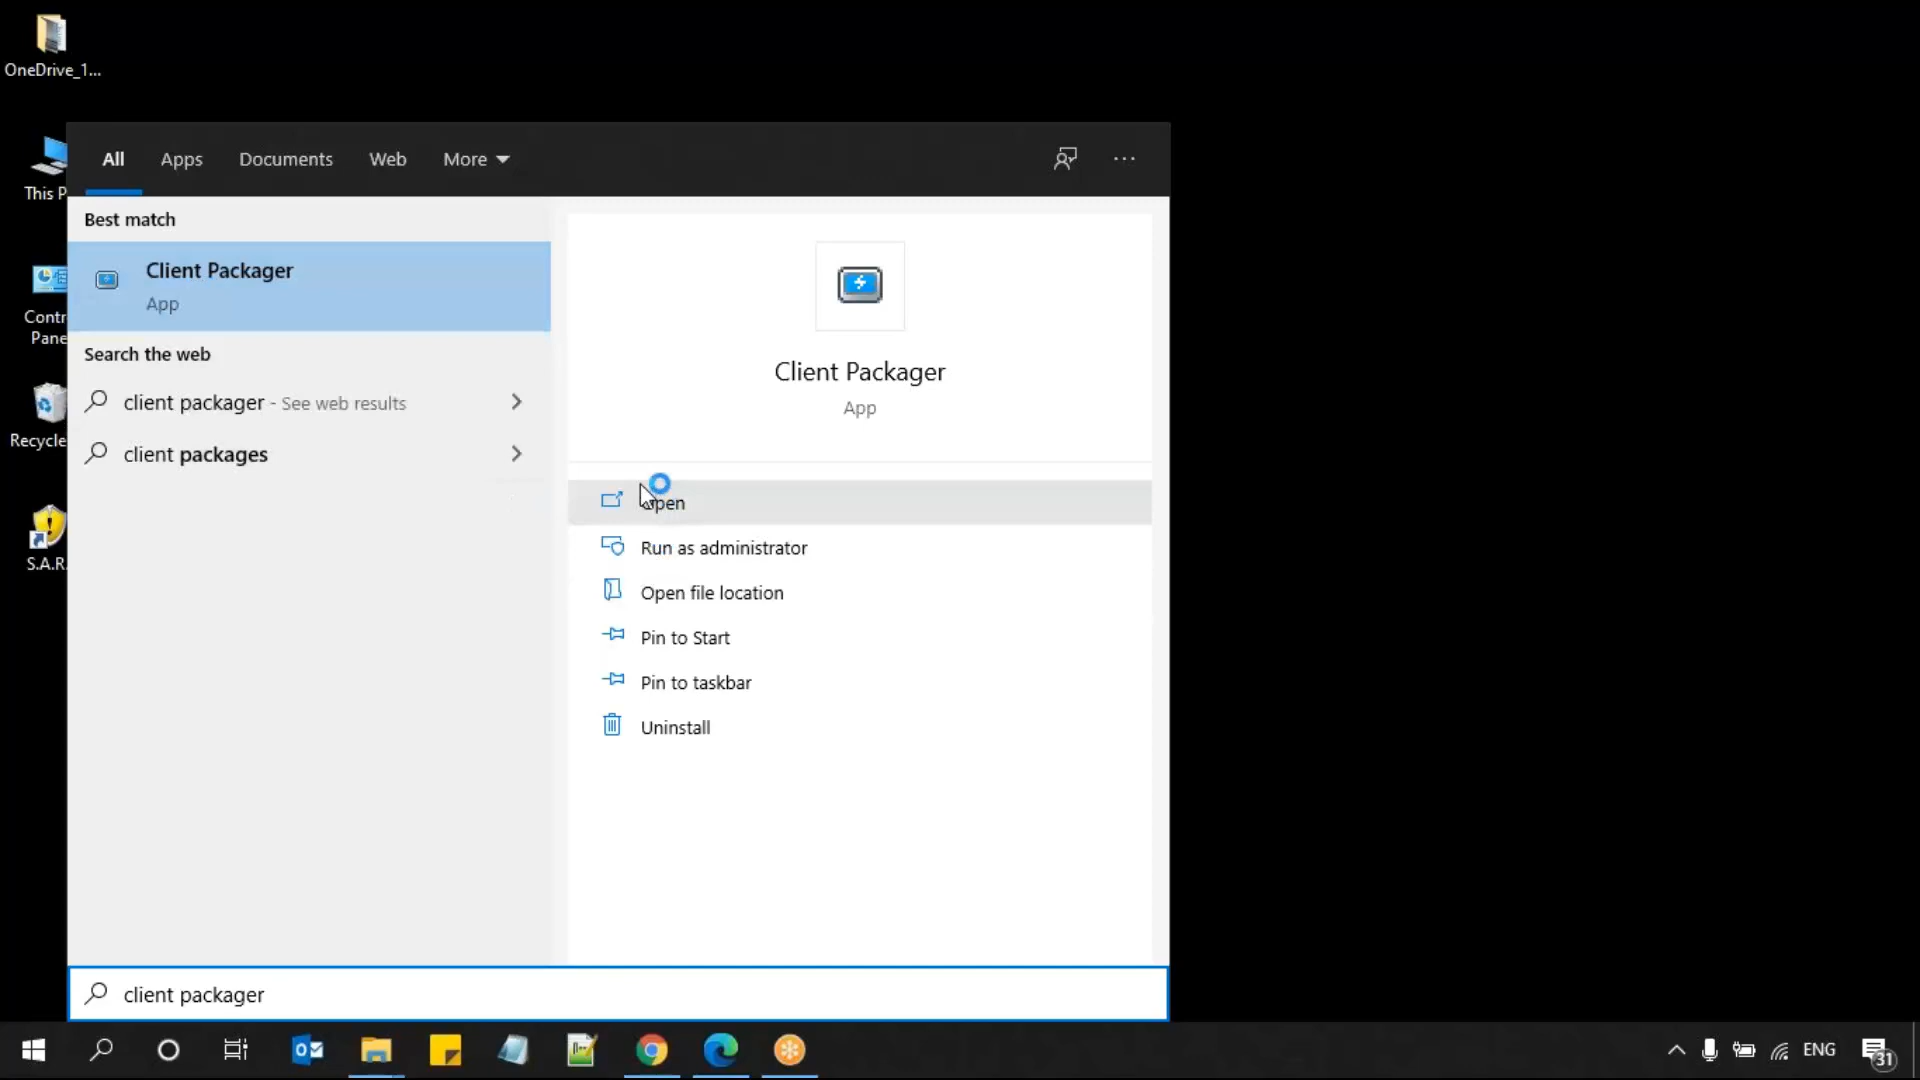 OneDrive_1...
This P
Contr
Pane
Recycle
S.A.R.
All
Apps
Documents
Web
More
Best match
Client Packager
App
Search the web
client packager - See web results
client packages
Client Packager
App
Open
Run as administrator
Open file location
Pin to Start
Pin to taskbar
Uninstall
client packager
ENG
31